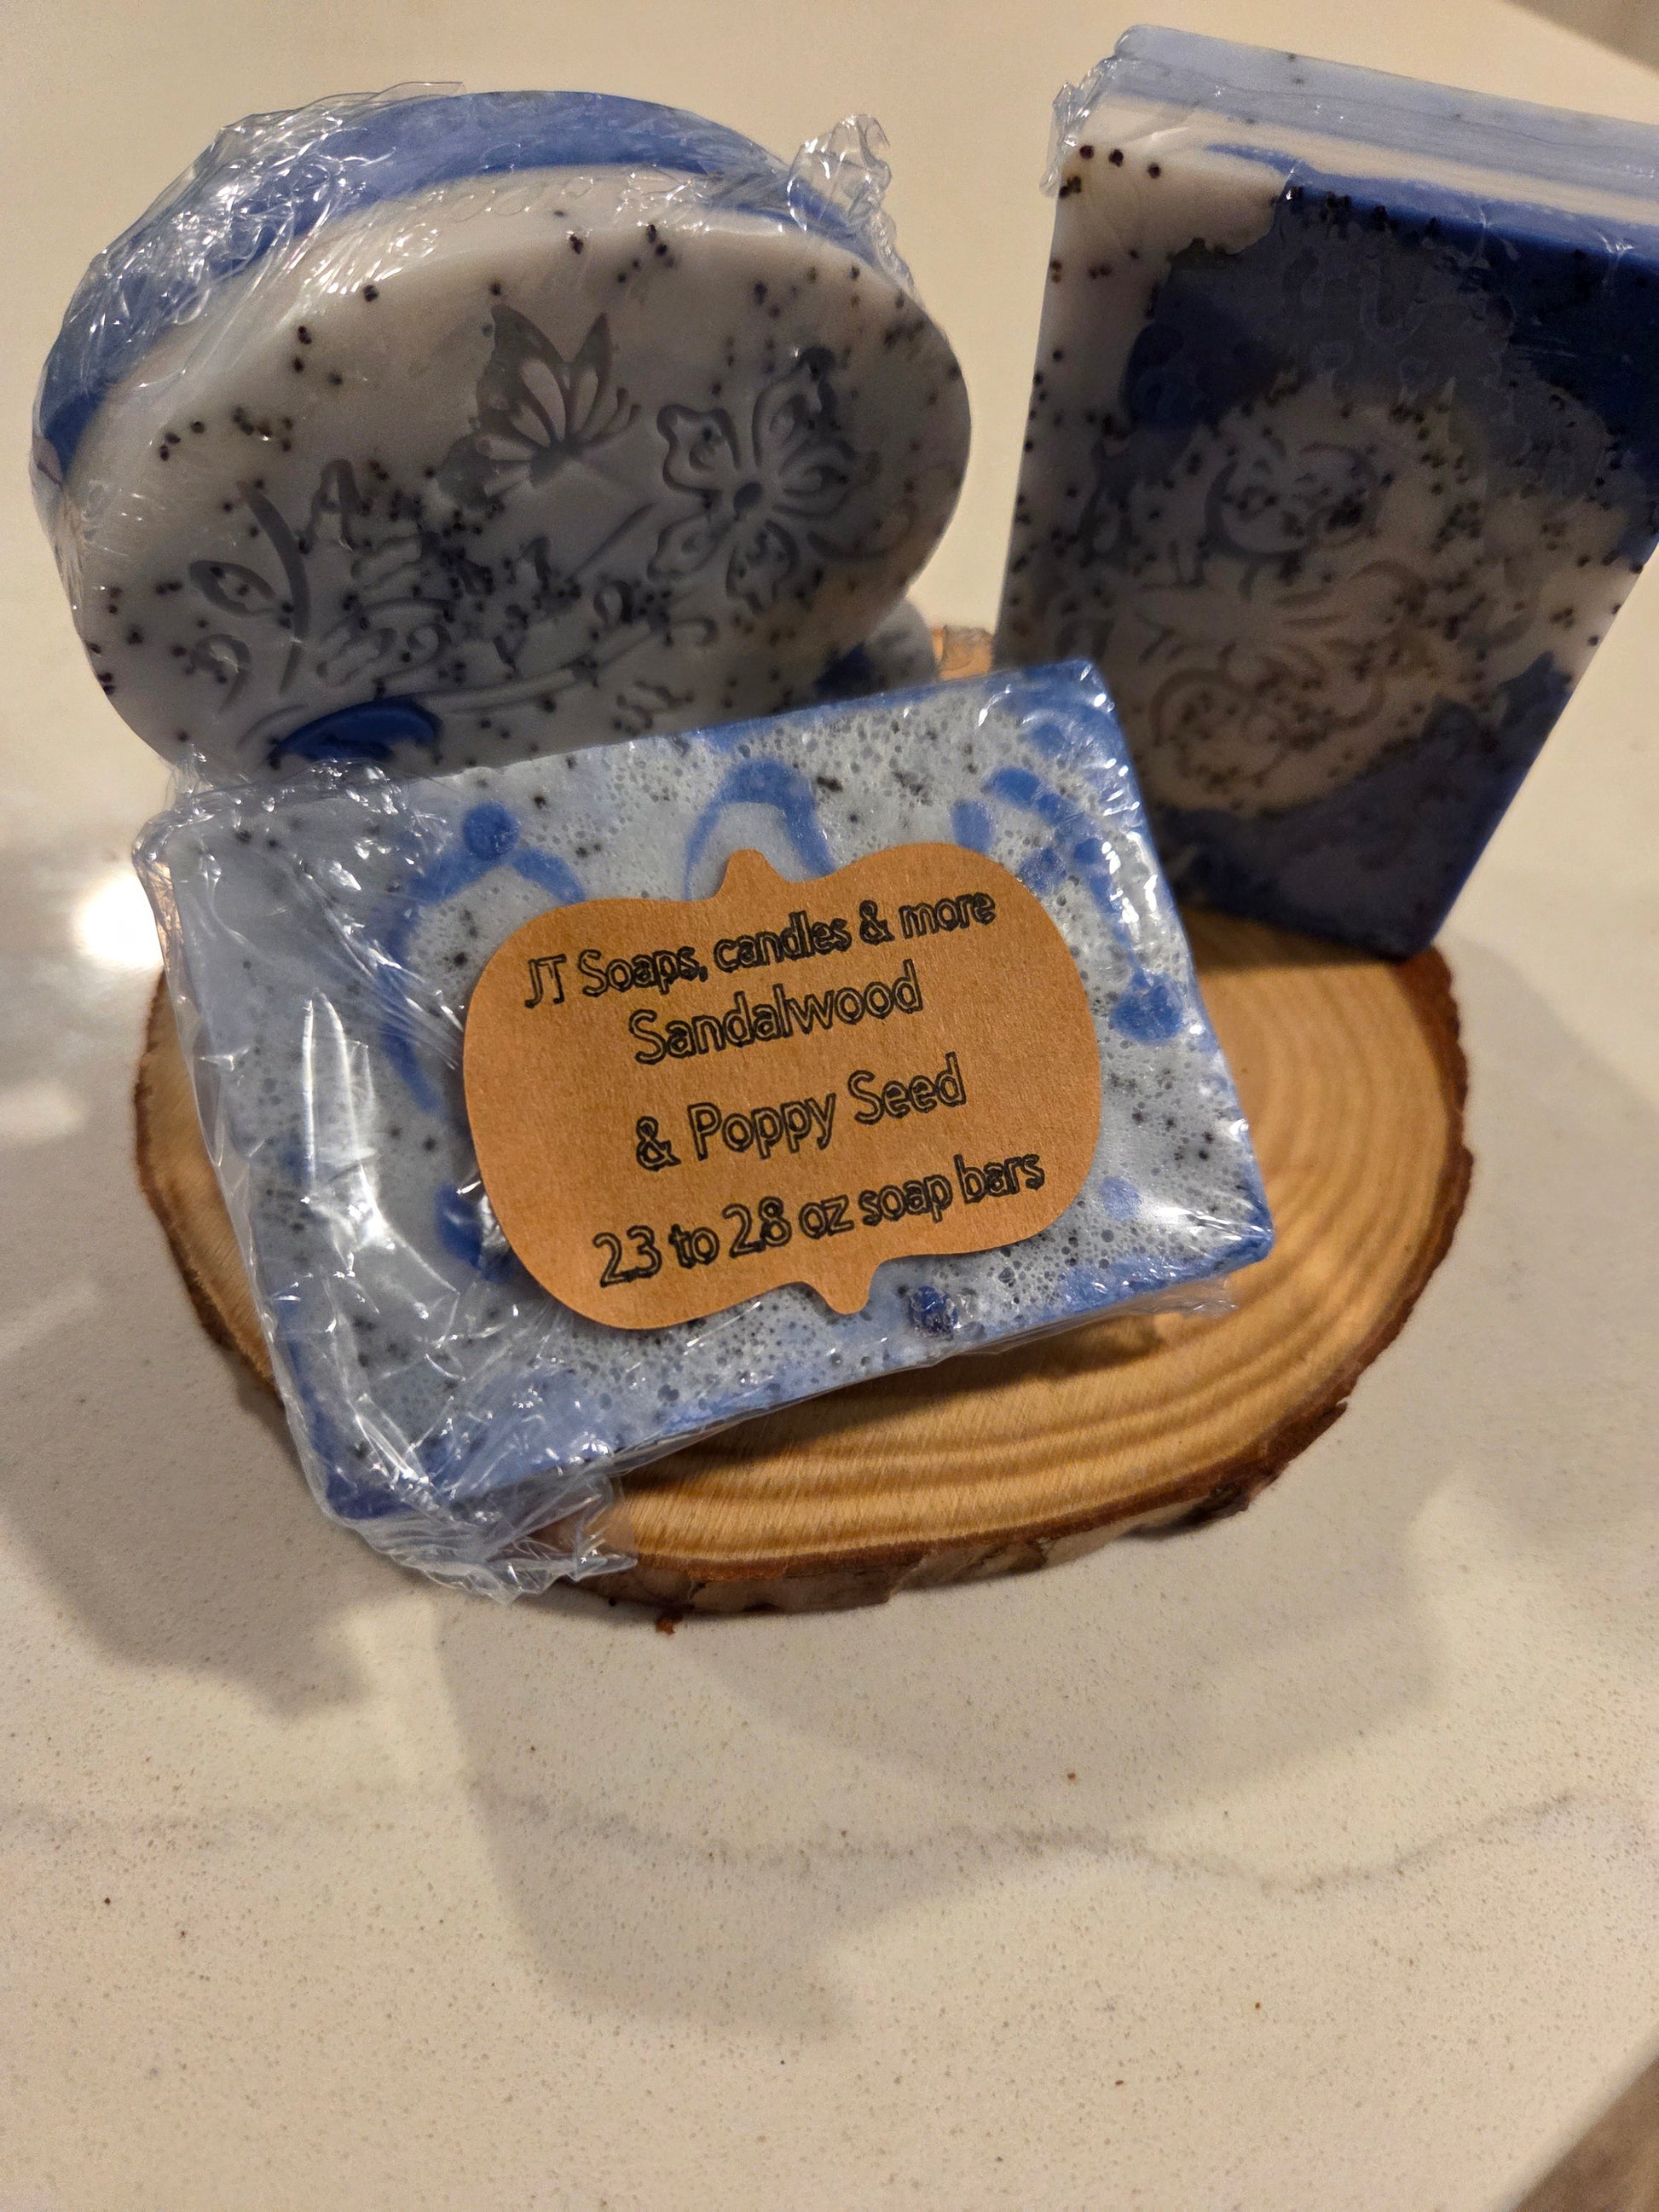 JT Soaps, candles & more
Sandalwood
& Poppy Seed
2.3 to 2.8 oz soap bars